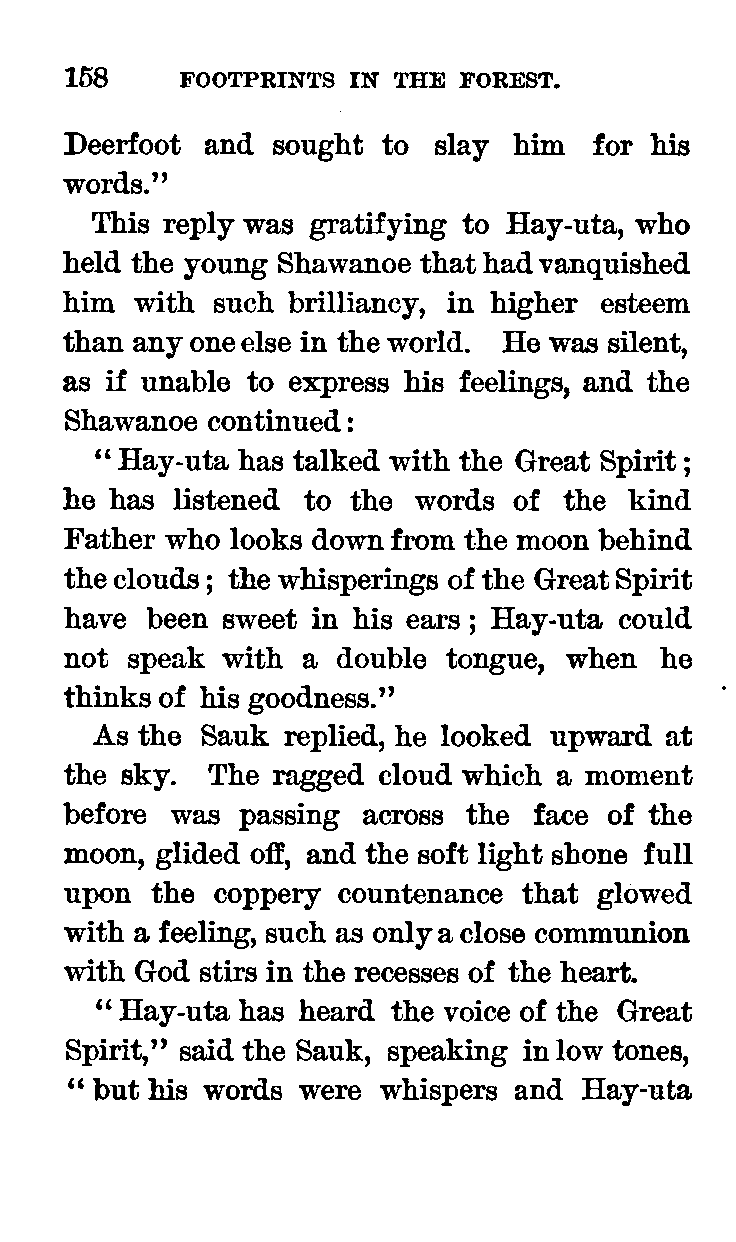 158 FOOTPRINTS IN THE FOREST.
Deerfoot and sought to slay him for his
words."
This reply was gratifying to Hay-uta, who
held the young Shawanoe that had vanquished
him with such brilliancy, in higher esteem
than any one else in the world. He was silent,
as if unable to express his feelings, and the
Shawanoe continued:
"Hay-uta has talked with the Great Spirit;
he has listened to the words of the kind
Father who looks down from the moon behind
the clouds; the whisperings of the Great Spirit
have been sweet in his ears; Hay-uta could
not speak with a double tongue, when he
thinks of his goodness."
As the Sauk replied, he looked upward at
the sky. The ragged cloud which a moment
before was passing across the face of the
moon, glided off, and the soft light shone full
upon the coppery countenance that glowed
with a feeling, such as only a close communion
with God stirs in the recesses of the heart.
"Hay-uta has heard the voice of the Great
Spirit," said the Sauk, speaking in low tones,
"but his words were whispers and Hay-uta